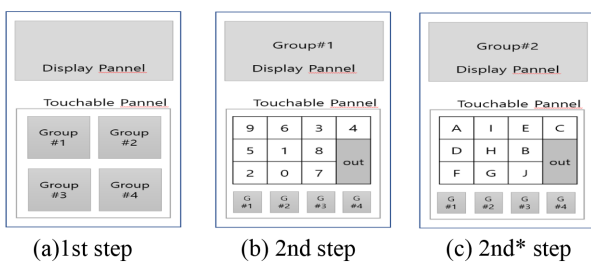 Display Pannel
Touchable Pannel
Group #1
Group #2
Group #3
Group #4
(a)1st step
Group#1
Display Pannel
Touchable Pannel
9 6 3 4
5 1 8 out
2 0 7
G #1
G #2
G #3
G #4
(b) 2nd step
Group#2
Display Pannel
Touchable Pannel
A I E C
D H B out
F G J
G #1
G #2
G #3
G #4
(c) 2nd* step